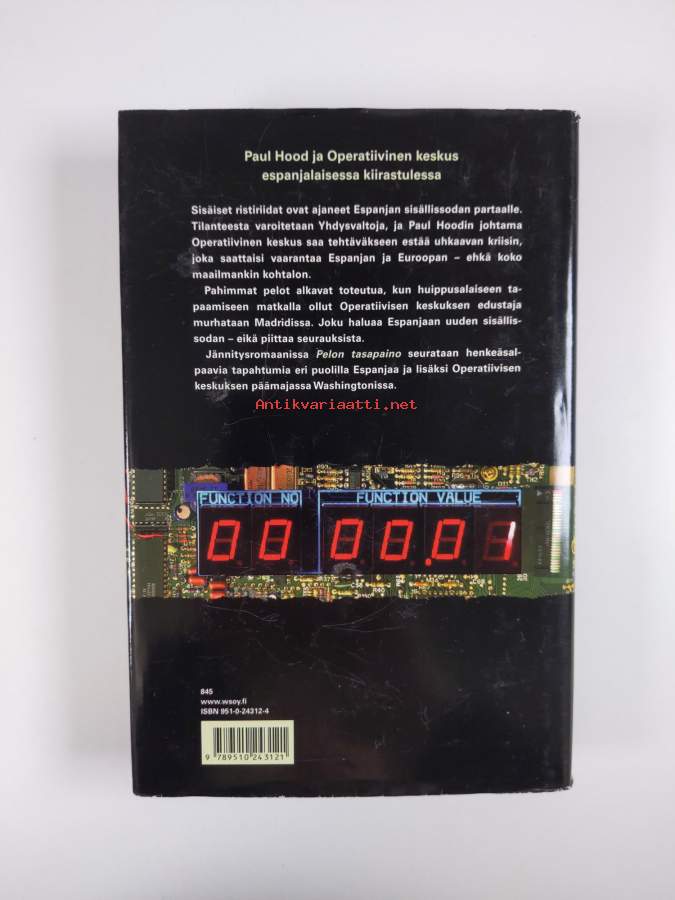 Paul Hood ja Operatiivinen keskus
espanjalaisessa kiirastulessa
Sisäiset ristiriidat ovat ajaneet Espanjan sisällissodan partaalle.
Tilanteesta varoitetaan Yhdysvaltoja, ja Paul Hoodin johtama
Operatiivinen keskus saa tehtäväkseen estää uhkaavan kriisin,
joka saattaisi vaarantaa Espanjan ja Euroopan – ehkä koko
maailmankin kohtalon.
Pahimmat pelot alkavat toteutua, kun huippusalaiseen ta-
paamiseen matkalla ollut Operatiivisen keskuksen edustaja
murhataan Madridissa. Joku haluaa Espanjaan uuden sisällis-
sodan – eikä piittaa seurauksista.
Jännitysromaanissa Pelon tasapaino seurataan henkeäsal-
paavia tapahtumia eri puolilla Espanjaa ja lisäksi Operatiivisen
keskuksen päämajassa Washingtonissa.
Antikvariaatti.net
FUNCTION NO FUNCTION VALUE
00 00.01
845
www.wsoy.fi
ISBN 951-0-24312-4
9 789510 243121